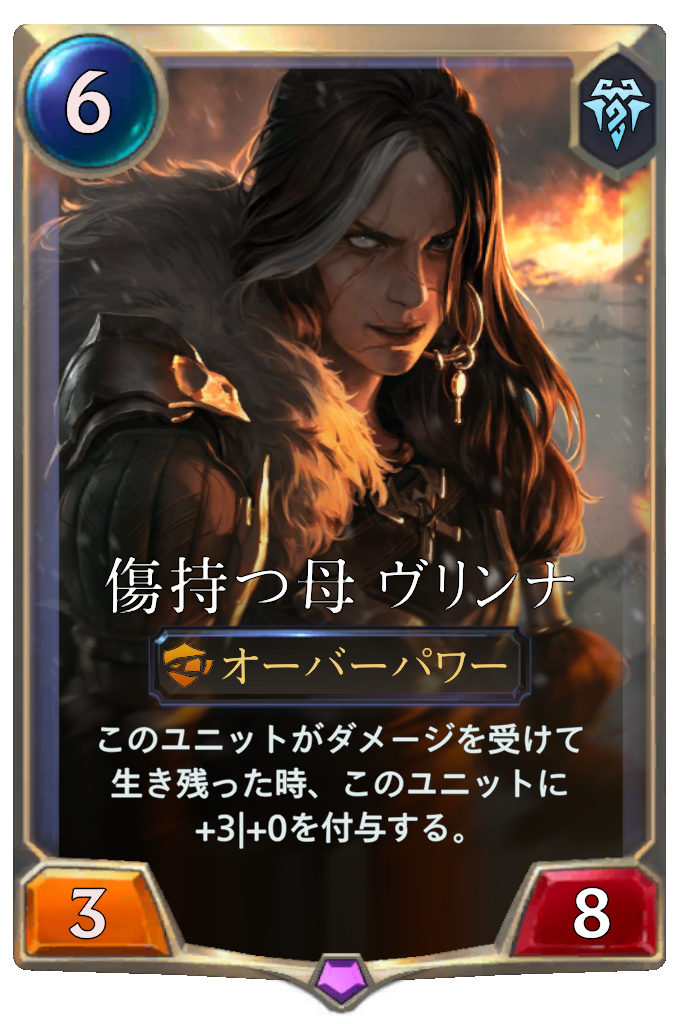 6
傷持つ母 ヴリンナ
オーバーパワー
このユニットがダメージを受けて
生き残った時、このユニットに
+3|+0を付与する。
3
8